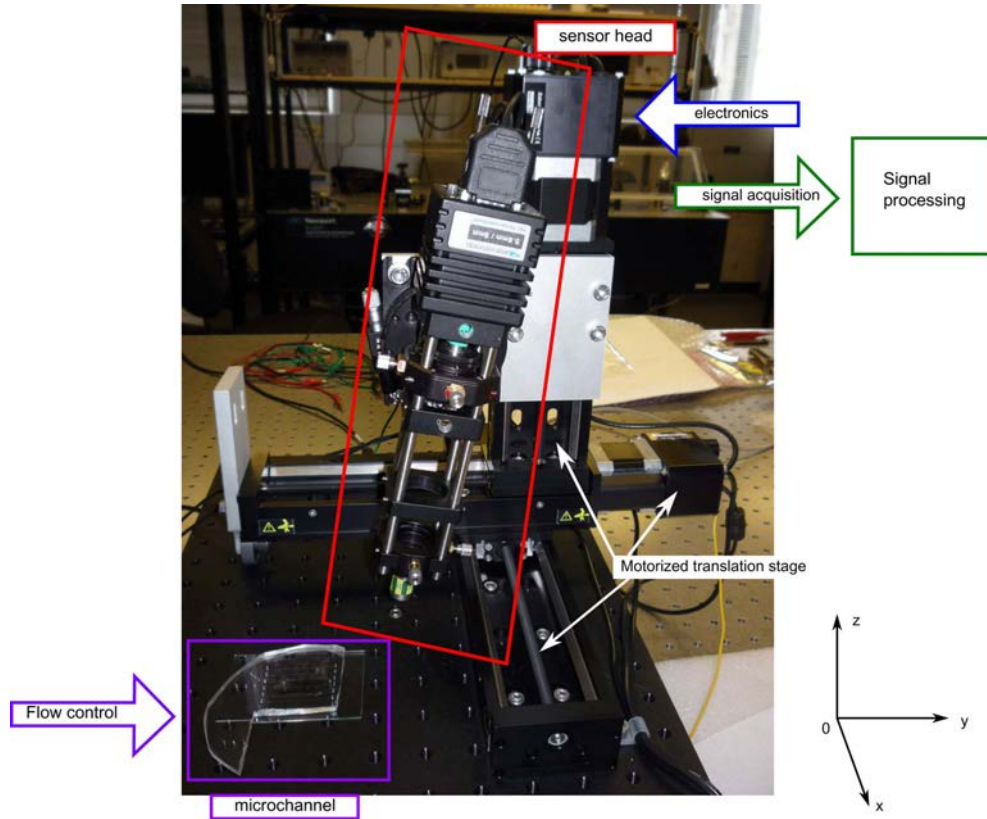 sensor head
electronics
signal acquisition
Signal
processing
Motorized translation stage
Flow control
microchannel
z
0
y
x